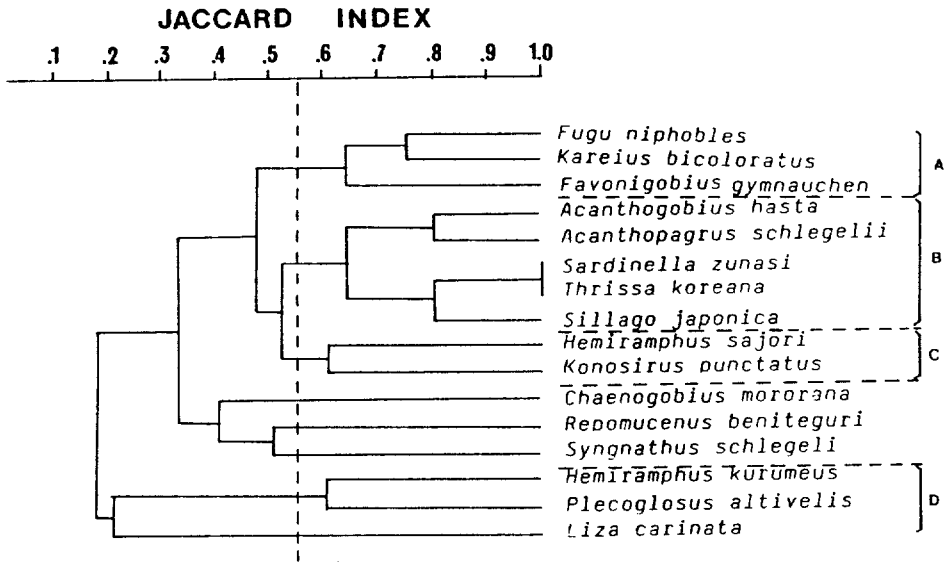 JACCARD INDEX
.1 .2 .3 .4 .5 .6 .7 .8 .9 1.0
Fugu niphobles
Kareius bicoloratus
A
Favonigobius gymnauchen
Acanthogobius hasta
Acanthopagrus schlegelii
B
Sardinella zunasi
Thrissa koreana
Sillago japonica
Hemiramphus sajori
C
Konosirus punctatus
Chaenogobius mororana
Repomucenus beniteguri
Syngnathus schlegeli
Hemiramphus kurumeus
D
Plecoglosus altivelis
Liza carinata